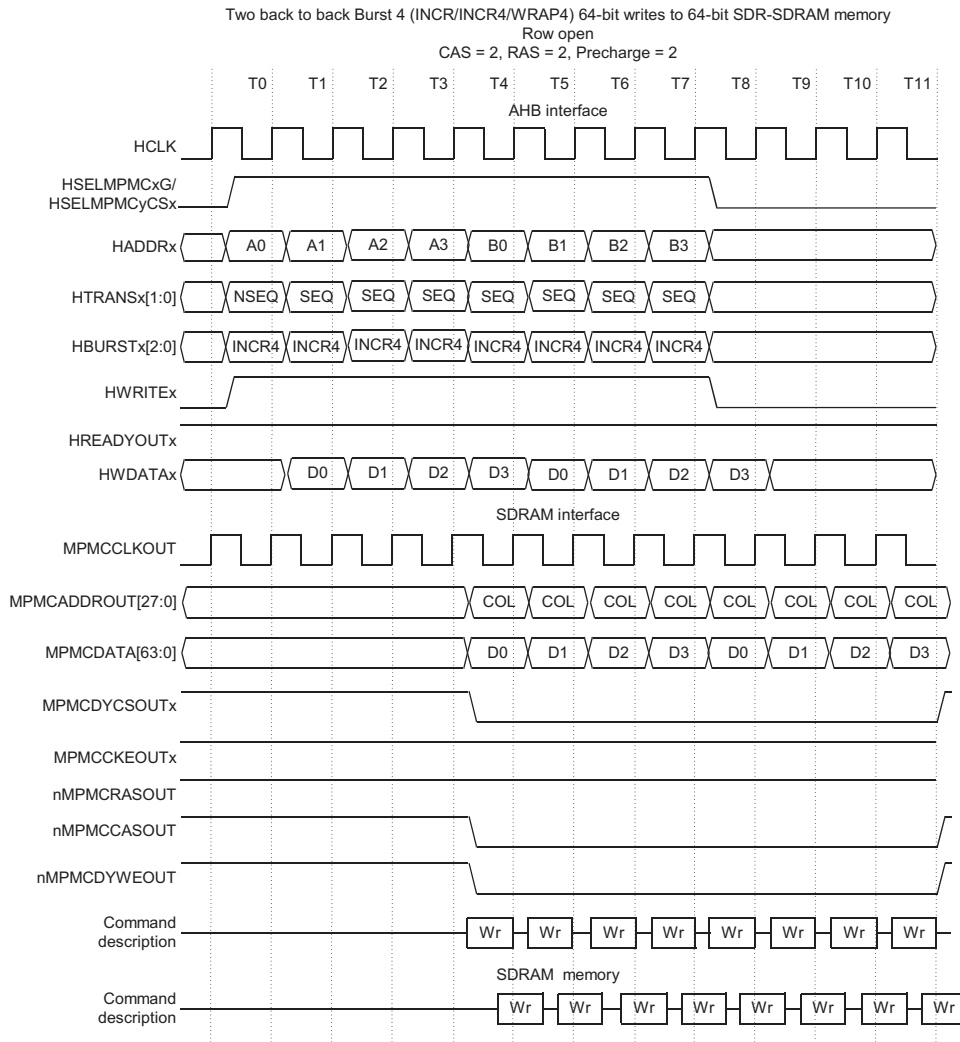 Two back to back Burst 4 (INCR/INCR4/WRAP4) 64-bit writes to 64-bit SDR-SDRAM memory
Row open
CAS = 2, RAS = 2, Precharge = 2
T0 T1 T2 T3 T4 T5 T6 T7 T8 T9 T10 T11
AHB interface
HCLK
HSELMPMCxG/
HSELMPMCyCSx
HADDRx A0 A1 A2 A3 B0 B1 B2 B3
HTRANSx[1:0] NSEQ SEQ SEQ SEQ SEQ SEQ SEQ SEQ
HBURSTx[2:0] INCR4 INCR4 INCR4 INCR4 INCR4 INCR4 INCR4 INCR4
HWRITEx
HREADYOUTx
HWDATAx D0 D1 D2 D3 D0 D1 D2 D3
SDRAM interface
MPMCCLKOUT
MPMCADDROUT[27:0] COL COL COL COL COL COL COL COL
MPMCDATA[63:0] D0 D1 D2 D3 D0 D1 D2 D3
MPMCDYCSOUTx
MPMCCKEOUTx
nMPMCRASOUT
nMPMCCASOUT
nMPMCDYWEOUT
Command
description Wr Wr Wr Wr Wr Wr Wr Wr
SDRAM memory
Command
description Wr Wr Wr Wr Wr Wr Wr Wr